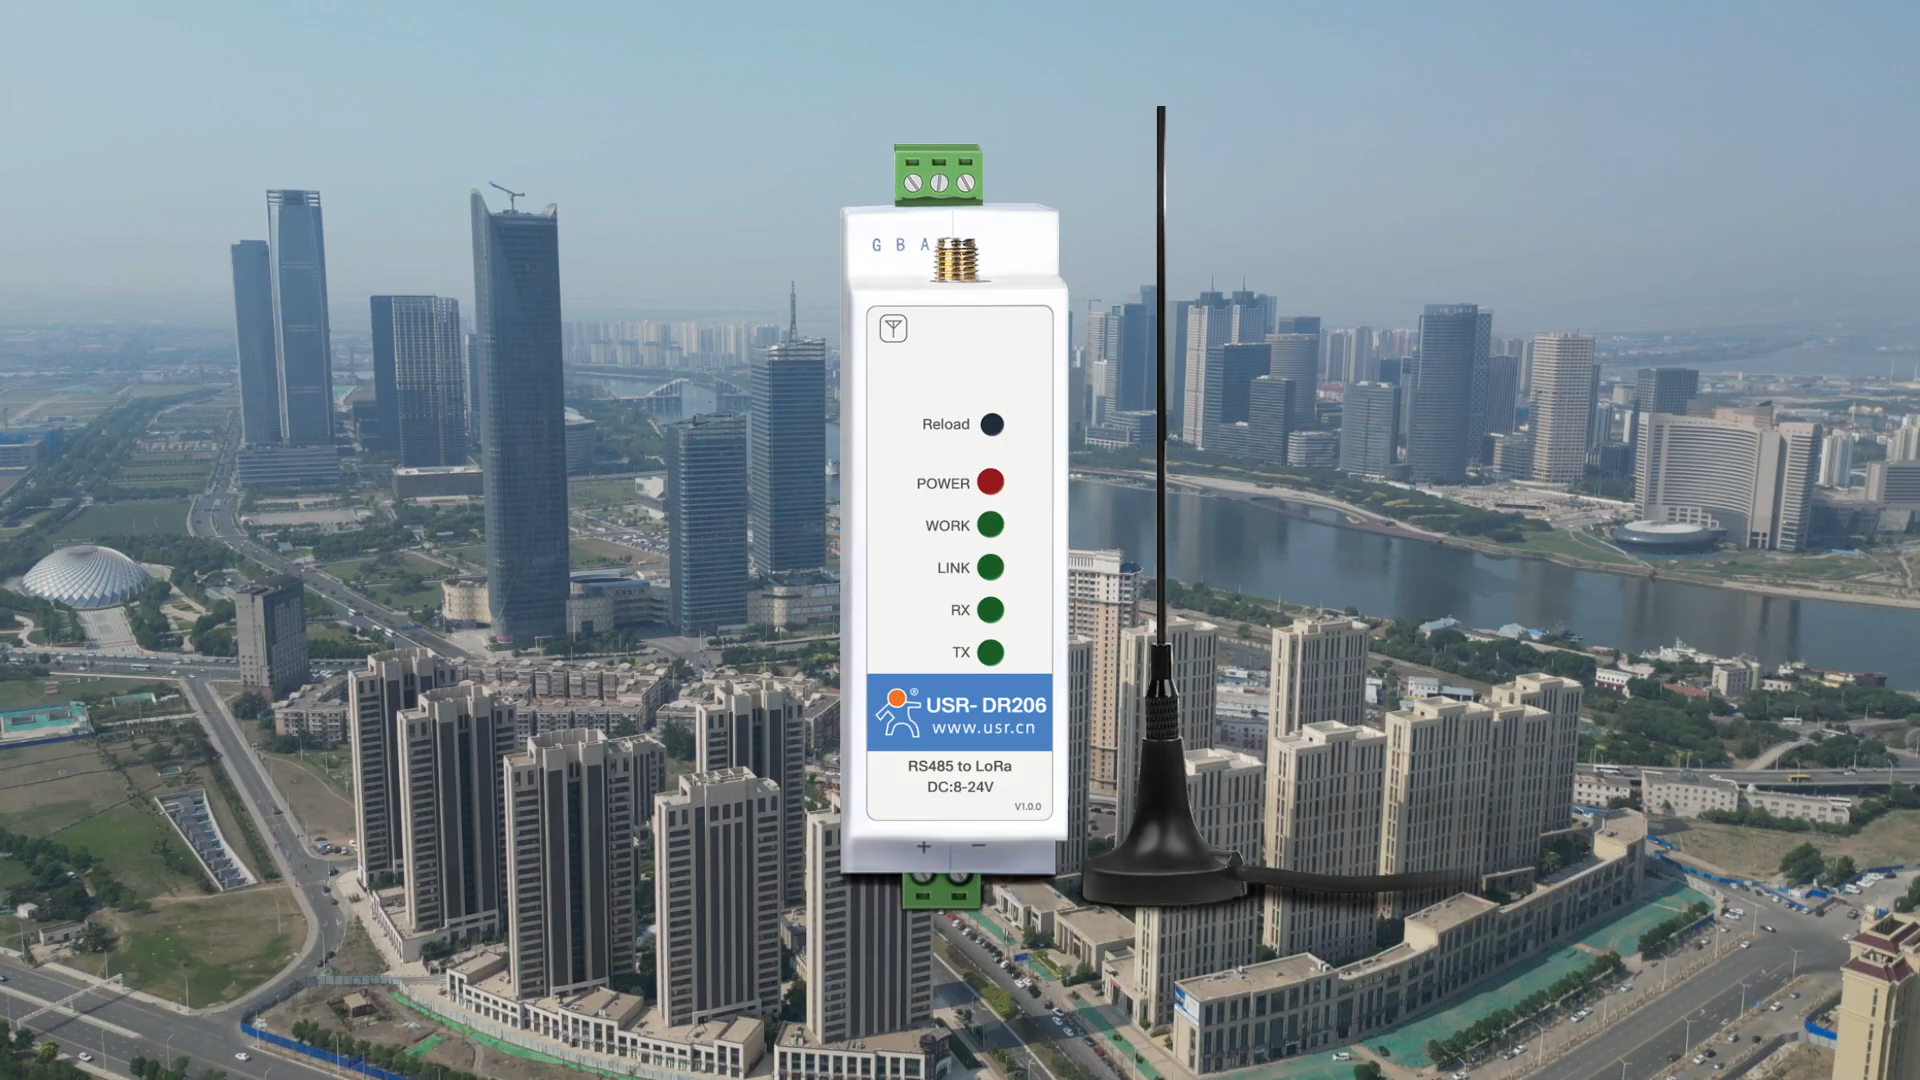 G B A
Reload
POWER
WORK
LINK
RX
TX
® USR- DR206
www.usr.cn
RS485 to LoRa
DC:8-24V
V1.0.0
+ −